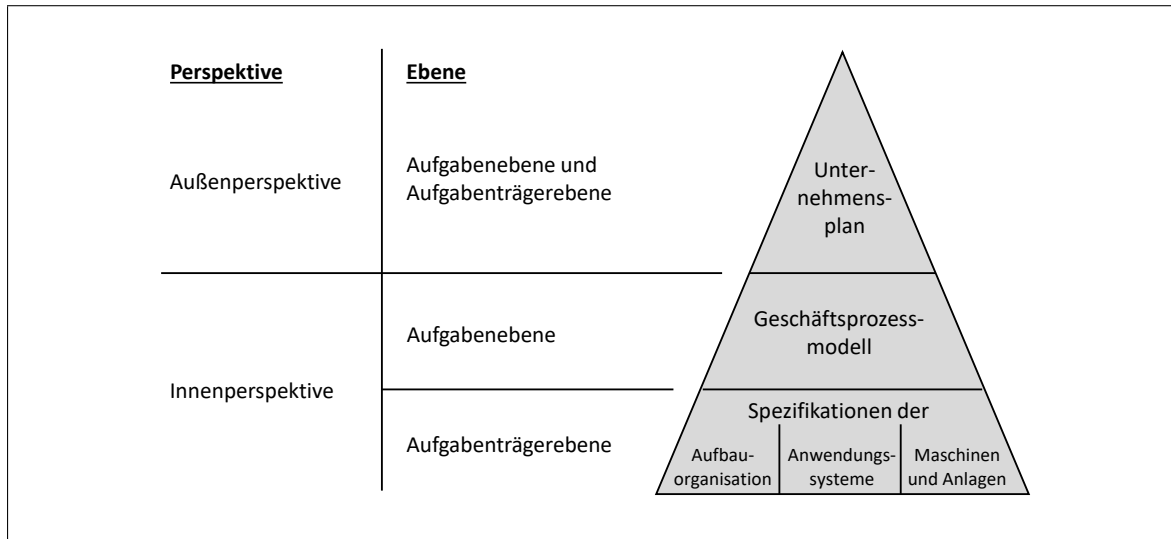 Perspektive
Ebene
Außenperspektive
Aufgabenebene und
Aufgabenträgerebene
Unter-
nehmens-
plan
Innenperspektive
Aufgabenebene
Geschäftsprozess-
modell
Aufgabenträgerebene
Spezifikationen der
Aufbau-
organisation
Anwendungs-
systeme
Maschinen
und Anlagen